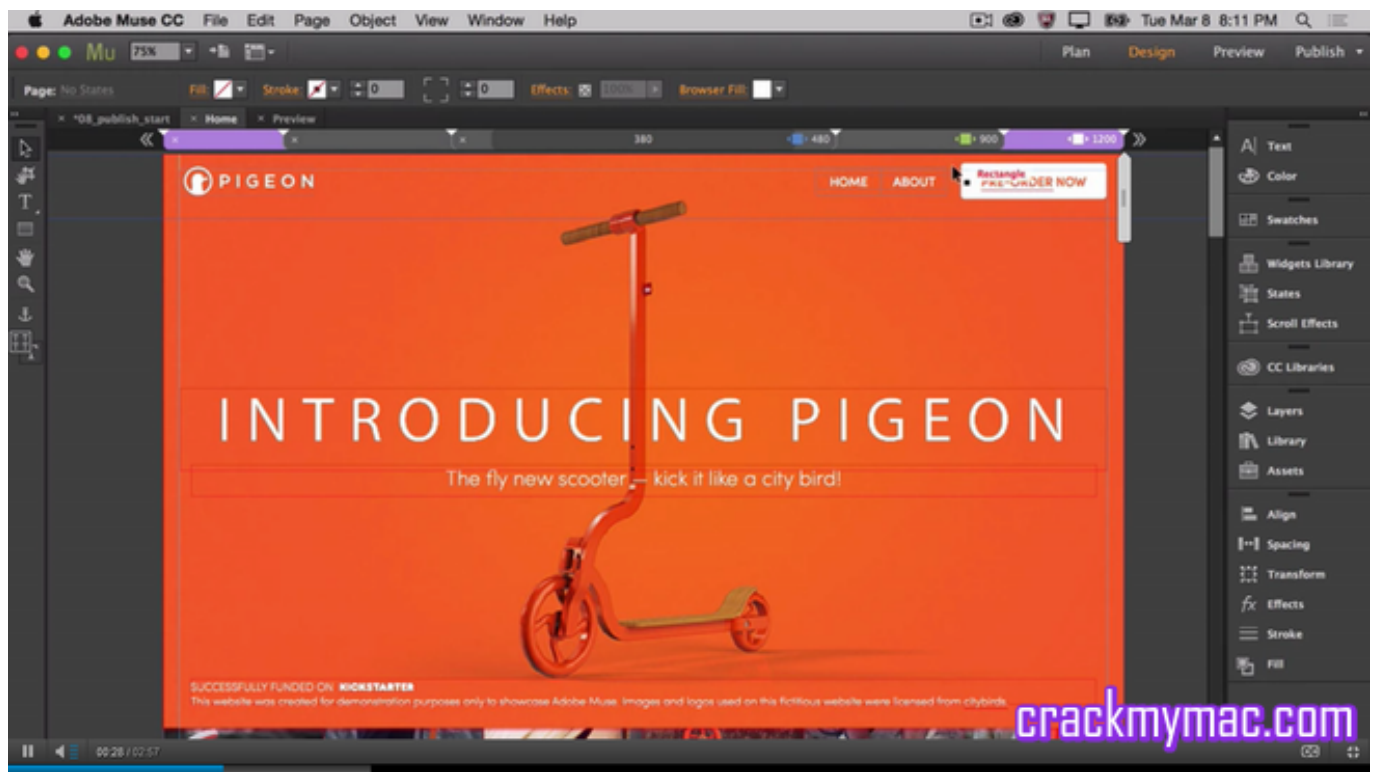 Adobe Muse CC File Edit Page Object View Window Help Tue Mar 8 8:11 PM
Mu 75% Plan Design Preview Publish
Page: No States Fill: Stroke: 0 0 Effects: 100% Browser Fill:
× *08_publish_start × Home × Preview
380 480 900 1200
PIGEON HOME ABOUT PRE-ORDER NOW
Rectangle
INTRODUCING PIGEON
The fly new scooter – kick it like a city bird!
SUCCESSFULLY FUNDED ON KICKSTARTER
This website was created for demonstration purposes only to showcase Adobe Muse. Images and logos used on this fictitious website were licensed from citybirds.
Text
Color
Swatches
Widgets Library
States
Scroll Effects
CC Libraries
Layers
Library
Assets
Align
Spacing
Transform
fx Effects
Stroke
Fill
crackmymac.com
00:28 / 02:57 CC